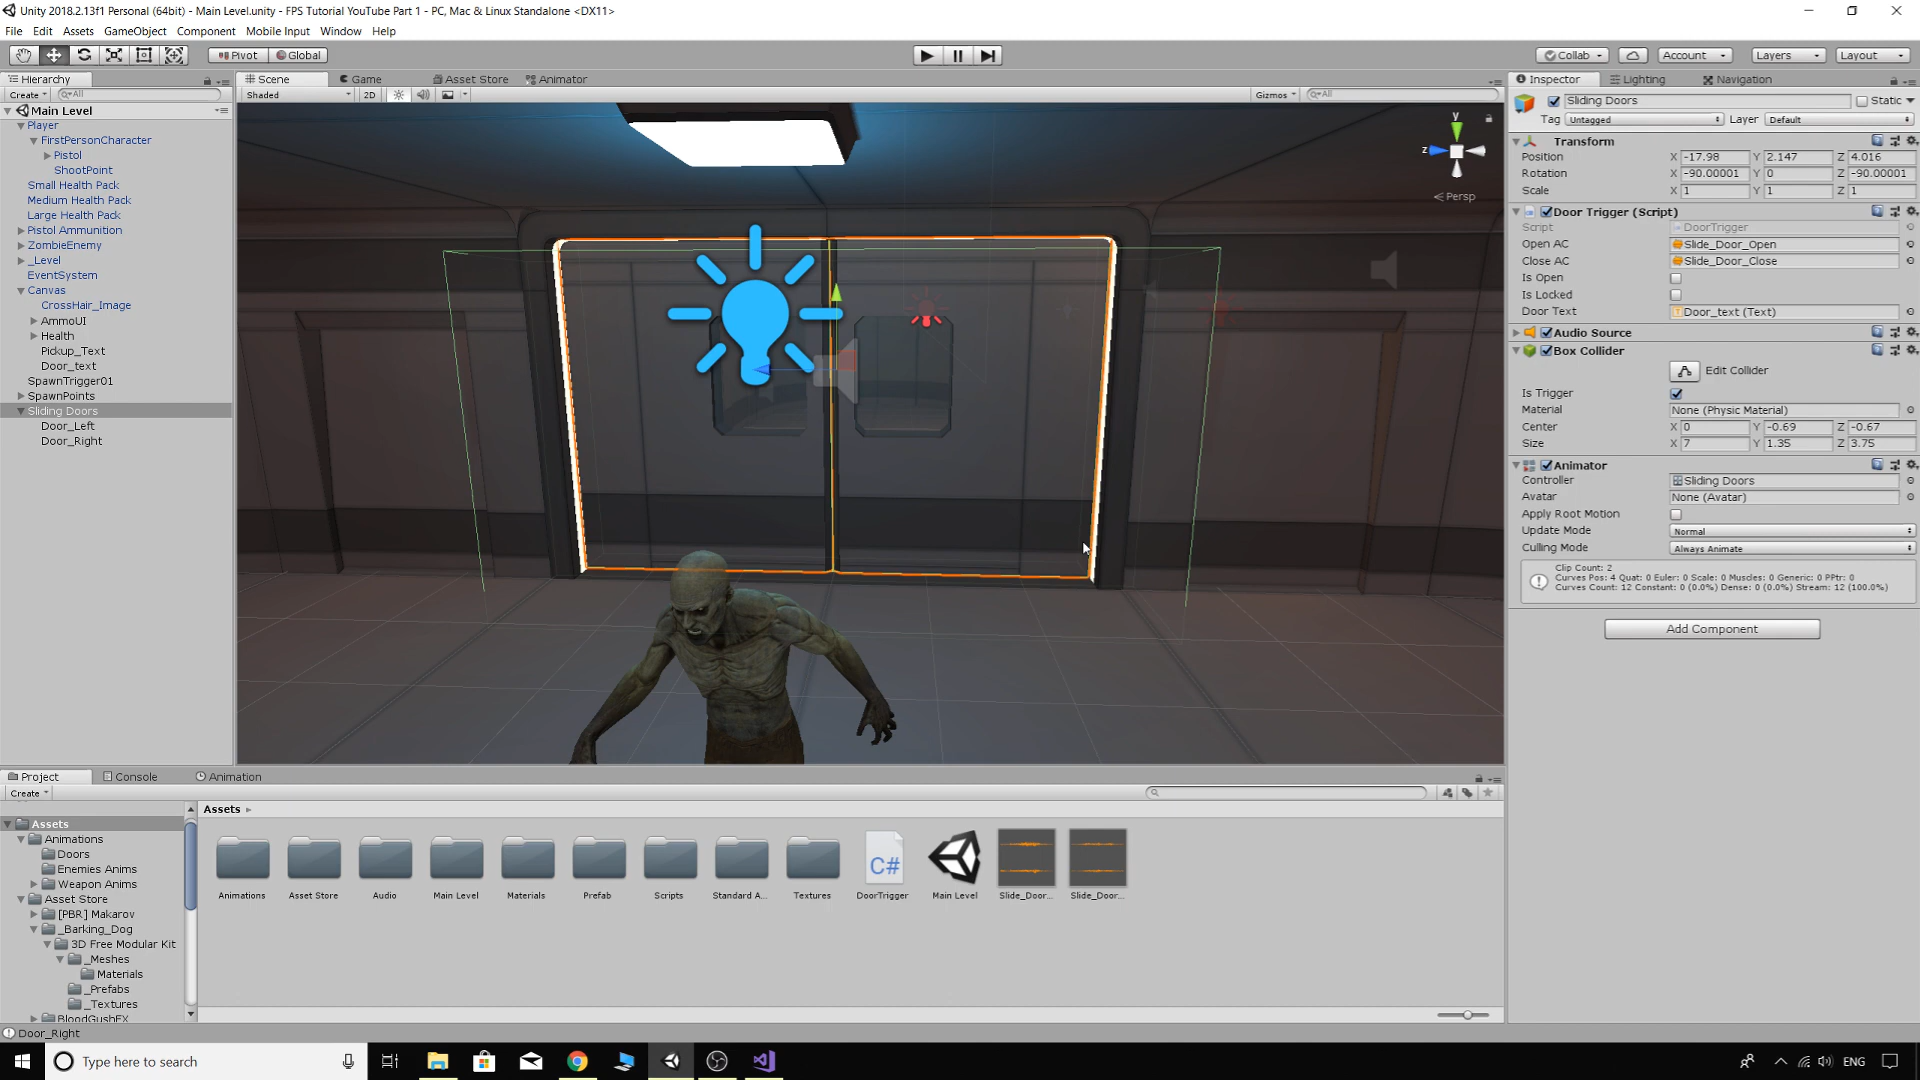 Unity 2018.2.13f1 Personal (64bit) - Main Level.unity - FPS Tutorial YouTube Part 1 - PC, Mac & Linux Standalone <DX11>
File Edit Assets GameObject Component Mobile Input Window Help
Pivot Global Collab Account Layers Layout
Hierarchy
Create All
Main Level
Player
FirstPersonCharacter
Pistol
ShootPoint
Small Health Pack
Medium Health Pack
Large Health Pack
Pistol Ammunition
ZombieEnemy
_Level
EventSystem
Canvas
CrossHair_Image
AmmoUI
Health
Pickup_Text
Door_text
SpawnTrigger01
SpawnPoints
Sliding Doors
Door_Left
Door_Right
Scene Game Asset Store Animator
Shaded 2D Gizmos All
y
z
Persp
Inspector Lighting Navigation
Sliding Doors Static
Tag Untagged Layer Default
Transform
Position X -17.98 Y 2.147 Z 4.016
Rotation X -90.00001 Y 0 Z -90.00001
Scale X 1 Y 1 Z 1
Door Trigger (Script)
Script DoorTrigger
Open AC Slide_Door_Open
Close AC Slide_Door_Close
Is Open
Is Locked
Door Text Door_text (Text)
Audio Source
Box Collider
Edit Collider
Is Trigger
Material None (Physic Material)
Center X 0 Y -0.69 Z -0.67
Size X 7 Y 1.35 Z 3.75
Animator
Controller Sliding Doors
Avatar None (Avatar)
Apply Root Motion
Update Mode Normal
Culling Mode Always Animate
Clip Count: 2
Curves Pos: 4 Quat: 0 Euler: 0 Scale: 0 Muscles: 0 Generic: 0 PPtr: 0
Curves Count: 12 Constant: 0 (0.0%) Dense: 0 (0.0%) Stream: 12 (100.0%)
Add Component
Project Console Animation
Create
Assets
Animations
Doors
Enemies Anims
Weapon Anims
Asset Store
[PBR] Makarov
_Barking_Dog
3D Free Modular Kit
_Meshes
Materials
_Prefabs
_Textures
BloodGushFX
Assets
C#
Animations Asset Store Audio Main Level Materials Prefab Scripts Standard A... Textures DoorTrigger Main Level Slide_Door... Slide_Door...
Door_Right
Type here to search
ENG